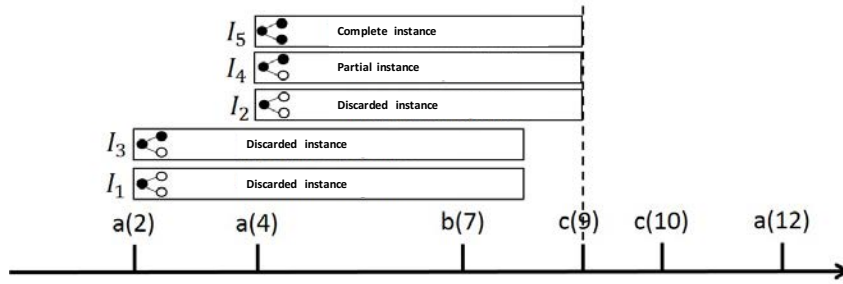 I₅ Complete instance
I₄ Partial instance
I₂ Discarded instance
I₃ Discarded instance
I₁ Discarded instance
a(2) a(4) b(7) c(9) c(10) a(12)